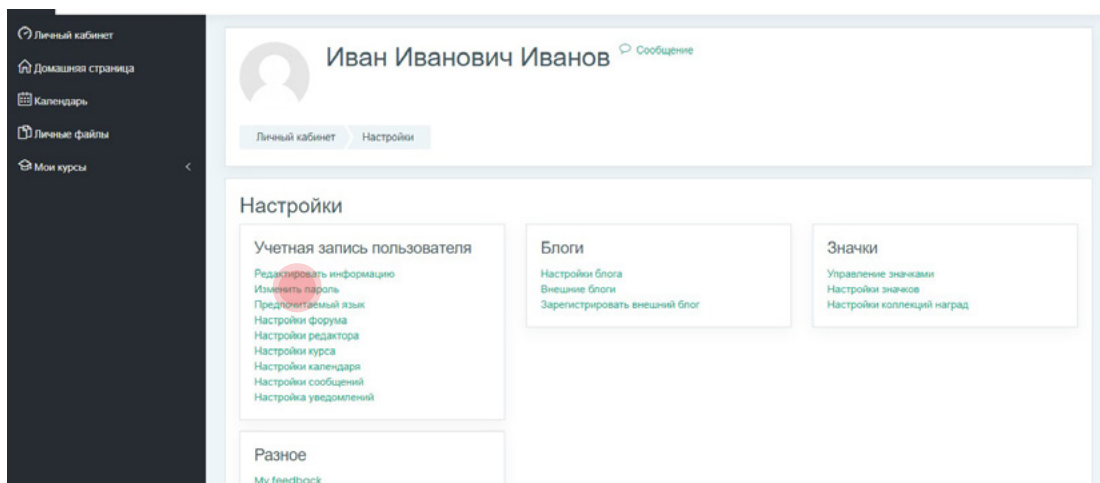 Личный кабинет
Домашняя страница
Календарь
Личные файлы
Мои курсы
Иван Иванович Иванов
Сообщение
Личный кабинет
Настройки
Настройки
Учетная запись пользователя
Редактировать информацию
Изменить пароль
Предпочитаемый язык
Настройки форума
Настройки редактора
Настройки курса
Настройки календаря
Настройки сообщений
Настройка уведомлений
Блоги
Настройки блога
Внешние блоги
Зарегистрировать внешний блог
Значки
Управление значками
Настройки значков
Настройки коллекций наград
Разное
My feedback